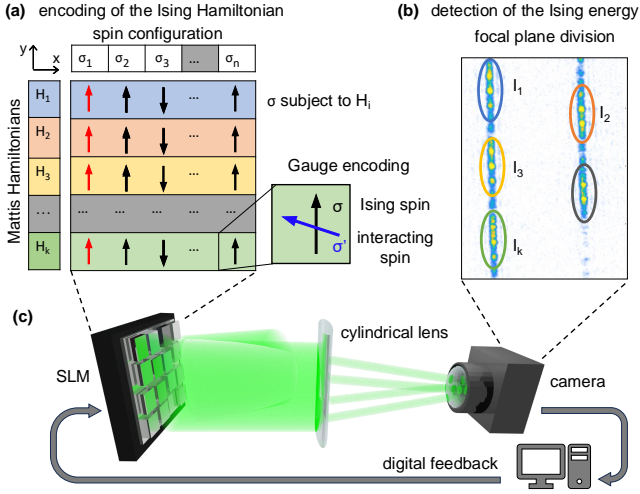 (a) encoding of the Ising Hamiltonian
spin configuration
y
x
σ1 σ2 σ3 ... σn
Mattis Hamiltonians
H1 ...
H2 ...
H3 ...
... ... ... ... ... ...
Hk ...
σ subject to Hi
Gauge encoding
σ
σ'
Ising spin
interacting
spin
(b) detection of the Ising energy
focal plane division
I1
I2
I3
Ik
(c)
SLM
cylindrical lens
camera
digital feedback